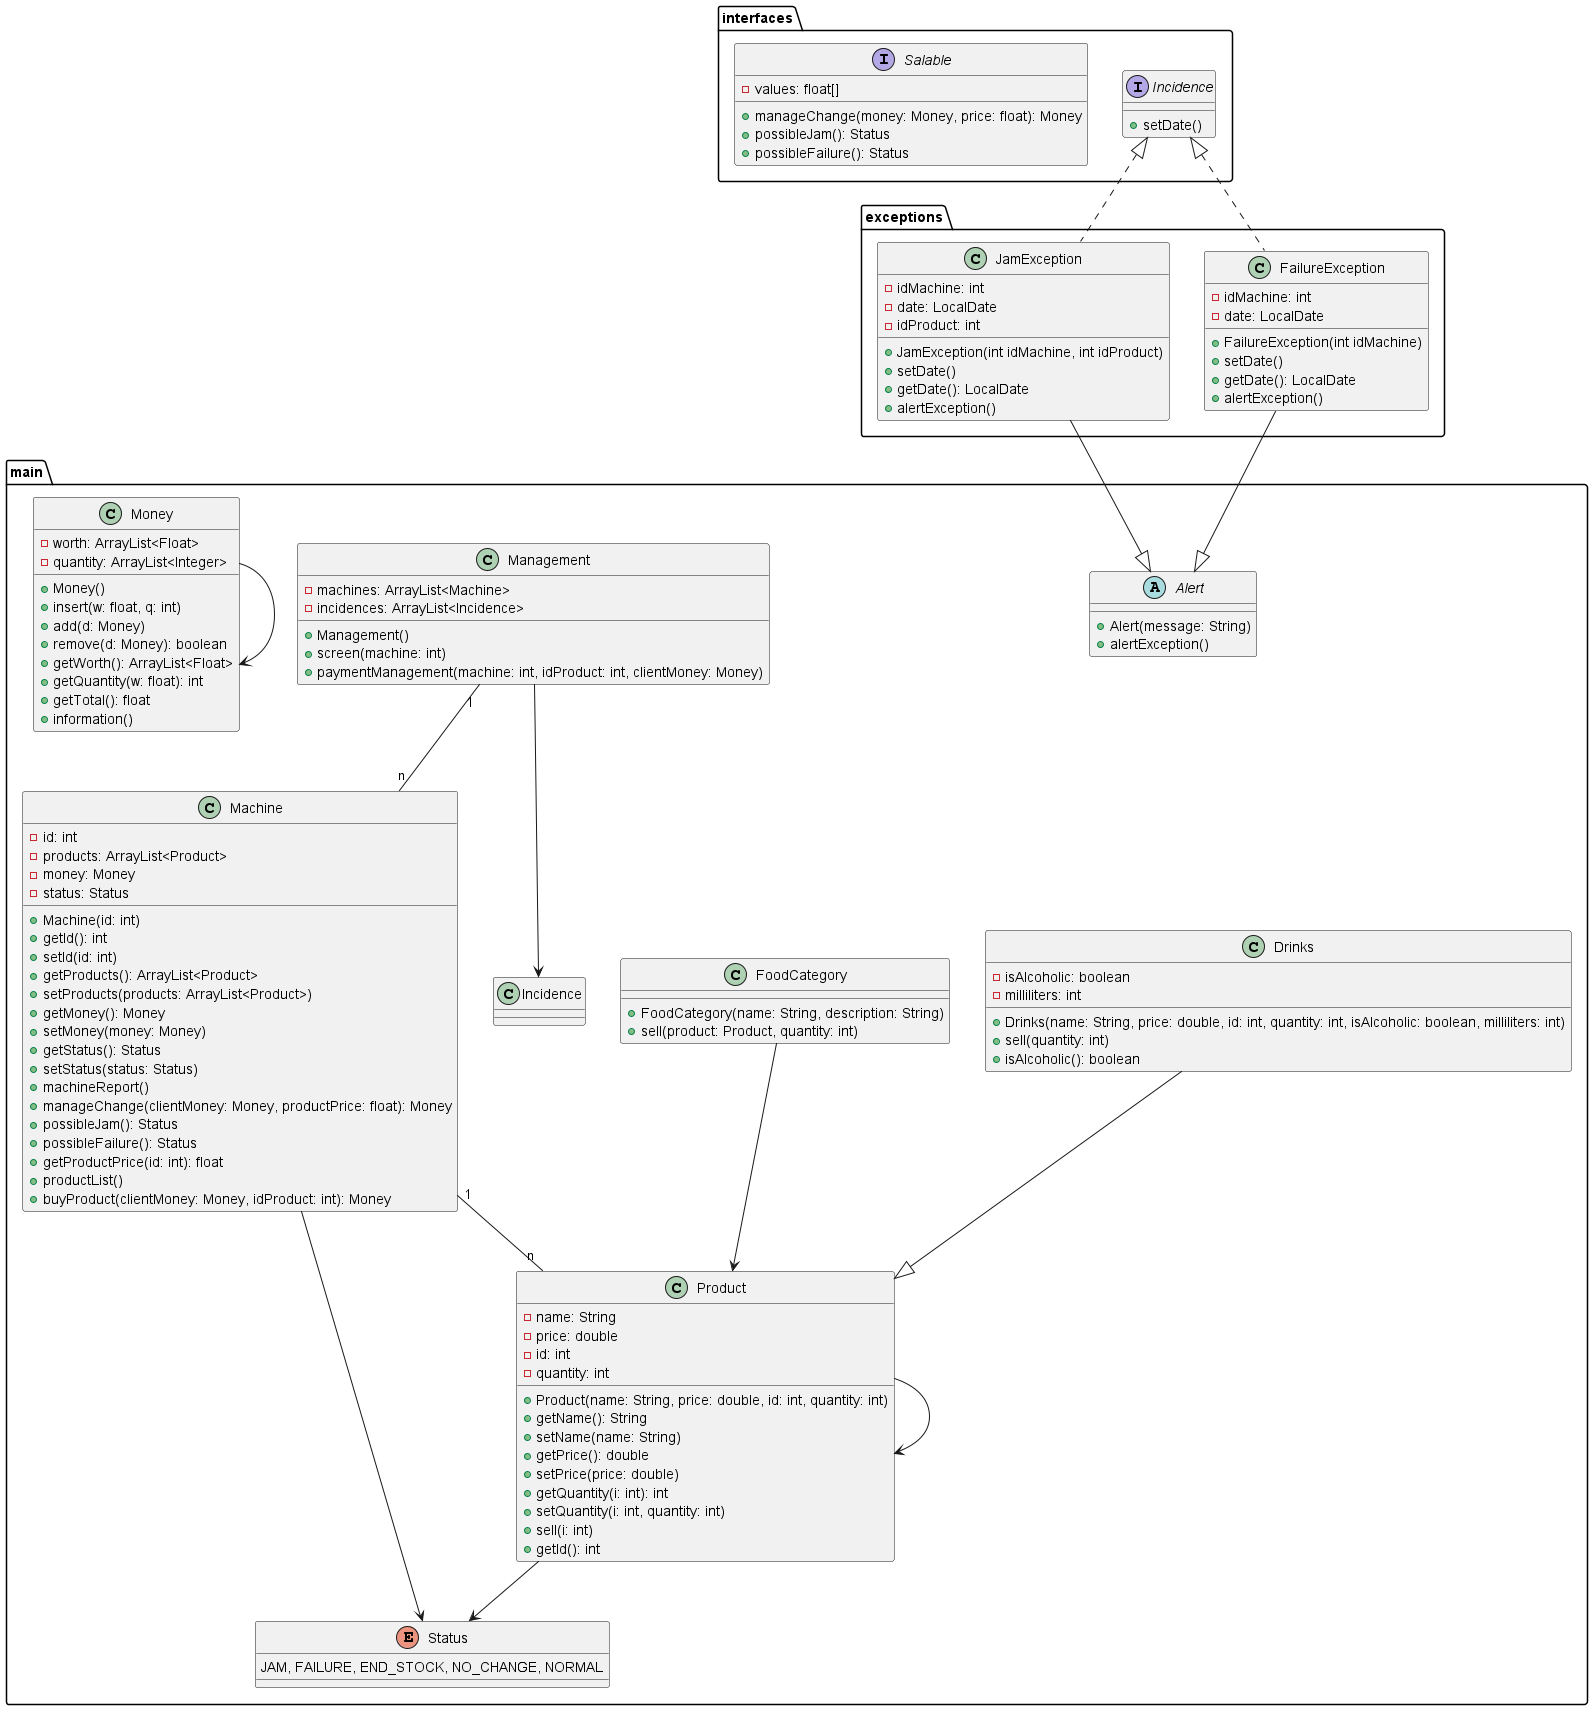 interfaces
I Salable
values: float[]
manageChange(money: Money, price: float): Money
possibleJam(): Status
possibleFailure(): Status
I Incidence
setDate()
exceptions
C JamException
idMachine: int
date: LocalDate
idProduct: int
JamException(int idMachine, int idProduct)
setDate()
getDate(): LocalDate
alertException()
C FailureException
idMachine: int
date: LocalDate
FailureException(int idMachine)
setDate()
getDate(): LocalDate
alertException()
main
C Money
worth: ArrayList<Float>
quantity: ArrayList<Integer>
Money()
insert(w: float, q: int)
add(d: Money)
remove(d: Money): boolean
getWorth(): ArrayList<Float>
getQuantity(w: float): int
getTotal(): float
information()
C Management
machines: ArrayList<Machine>
incidences: ArrayList<Incidence>
Management()
screen(machine: int)
paymentManagement(machine: int, idProduct: int, clientMoney: Money)
A Alert
Alert(message: String)
alertException()
1
n
C Machine
id: int
products: ArrayList<Product>
money: Money
status: Status
Machine(id: int)
getId(): int
setId(id: int)
getProducts(): ArrayList<Product>
setProducts(products: ArrayList<Product>)
getMoney(): Money
setMoney(money: Money)
getStatus(): Status
setStatus(status: Status)
machineReport()
manageChange(clientMoney: Money, productPrice: float): Money
possibleJam(): Status
possibleFailure(): Status
getProductPrice(id: int): float
productList()
buyProduct(clientMoney: Money, idProduct: int): Money
C Incidence
C FoodCategory
FoodCategory(name: String, description: String)
sell(product: Product, quantity: int)
C Drinks
isAlcoholic: boolean
milliliters: int
Drinks(name: String, price: double, id: int, quantity: int, isAlcoholic: boolean, milliliters: int)
sell(quantity: int)
isAlcoholic(): boolean
1
n
C Product
name: String
price: double
id: int
quantity: int
Product(name: String, price: double, id: int, quantity: int)
getName(): String
setName(name: String)
getPrice(): double
setPrice(price: double)
getQuantity(i: int): int
setQuantity(i: int, quantity: int)
sell(i: int)
getId(): int
E Status
JAM, FAILURE, END_STOCK, NO_CHANGE, NORMAL